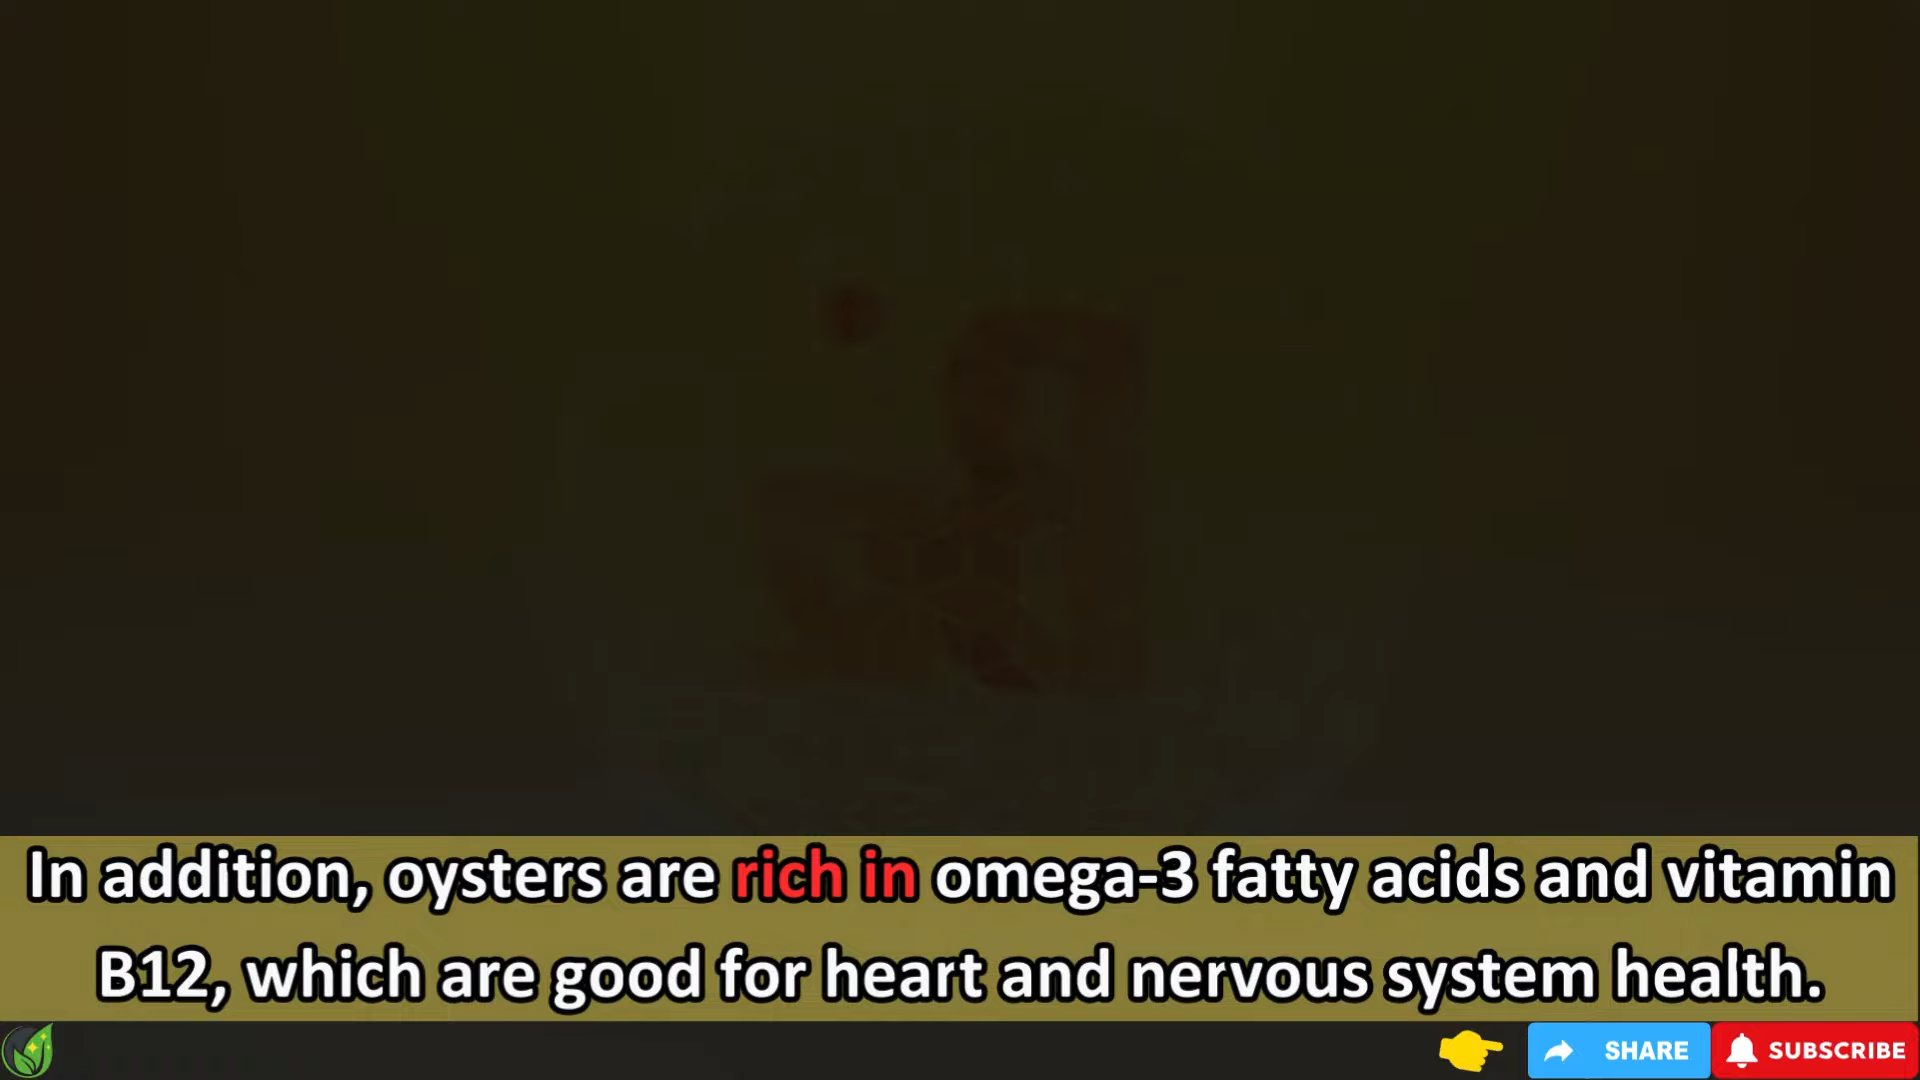 In addition, oysters are rich in omega-3 fatty acids and vitamin
B12, which are good for heart and nervous system health.
SHARE
SUBSCRIBE